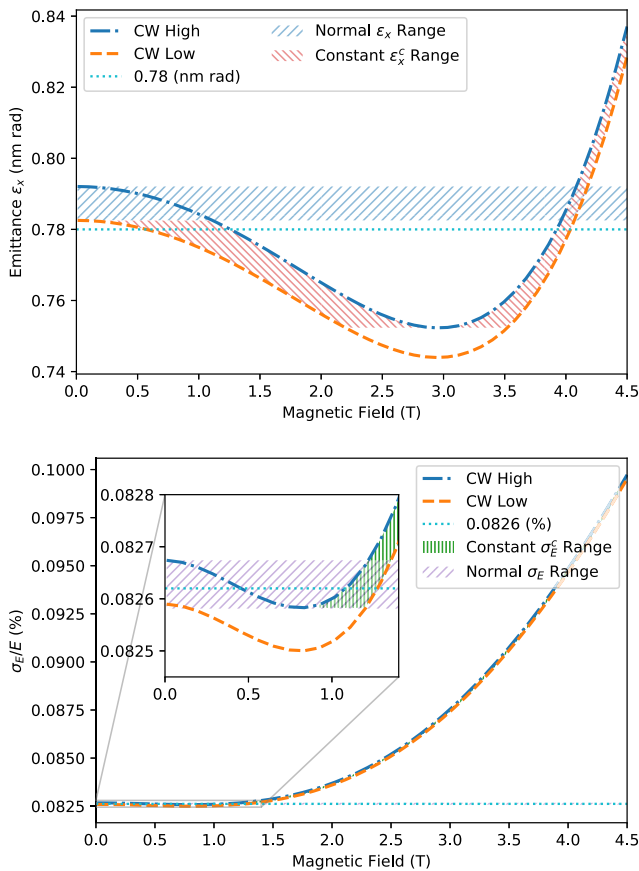 0.84
0.82
0.80
0.78
0.76
0.74
Emittance εx (nm rad)
CW High
CW Low
0.78 (nm rad)
Normal εx Range
Constant εx^c Range
0.0 0.5 1.0 1.5 2.0 2.5 3.0 3.5 4.0 4.5
Magnetic Field (T)
0.1000
0.0975
0.0950
0.0925
0.0900
0.0875
0.0850
0.0825
σE/E (%)
0.0828
0.0827
0.0826
0.0825
0.0 0.5 1.0
CW High
CW Low
0.0826 (%)
Constant σE^c Range
Normal σE Range
0.0 0.5 1.0 1.5 2.0 2.5 3.0 3.5 4.0 4.5
Magnetic Field (T)